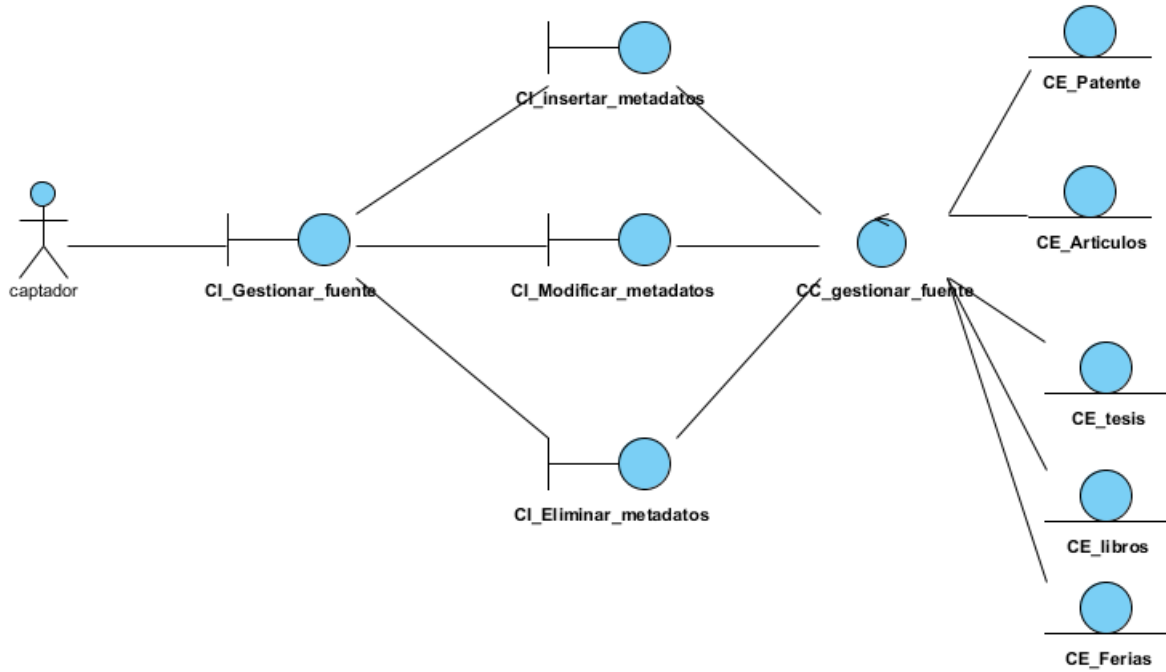 CI_insertar_metadatos
CE_Patente
CE_Articulos
captador
CI_Gestionar_fuente
CI_Modificar_metadatos
CC_gestionar_fuente
CE_tesis
CI_Eliminar_metadatos
CE_libros
CE_Ferias